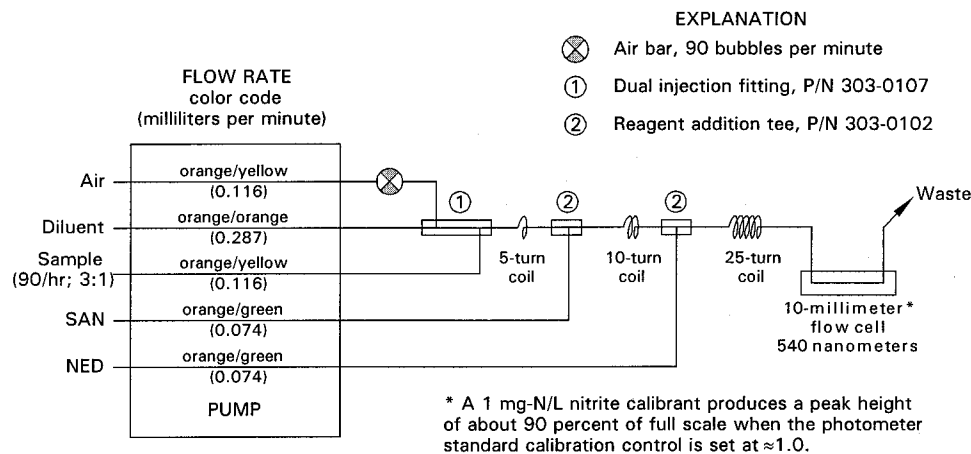 EXPLANATION
Air bar, 90 bubbles per minute
1 Dual injection fitting, P/N 303-0107
2 Reagent addition tee, P/N 303-0102
FLOW RATE
color code
(milliliters per minute)
Air
orange/yellow
(0.116)
Diluent
orange/orange
(0.287)
Sample
(90/hr; 3:1)
orange/yellow
(0.116)
SAN
orange/green
(0.074)
NED
orange/green
(0.074)
PUMP
1
2
2
5-turn
coil
10-turn
coil
25-turn
coil
Waste
10-millimeter*
flow cell
540 nanometers
* A 1 mg-N/L nitrite calibrant produces a peak height
of about 90 percent of full scale when the photometer
standard calibration control is set at ≈1.0.